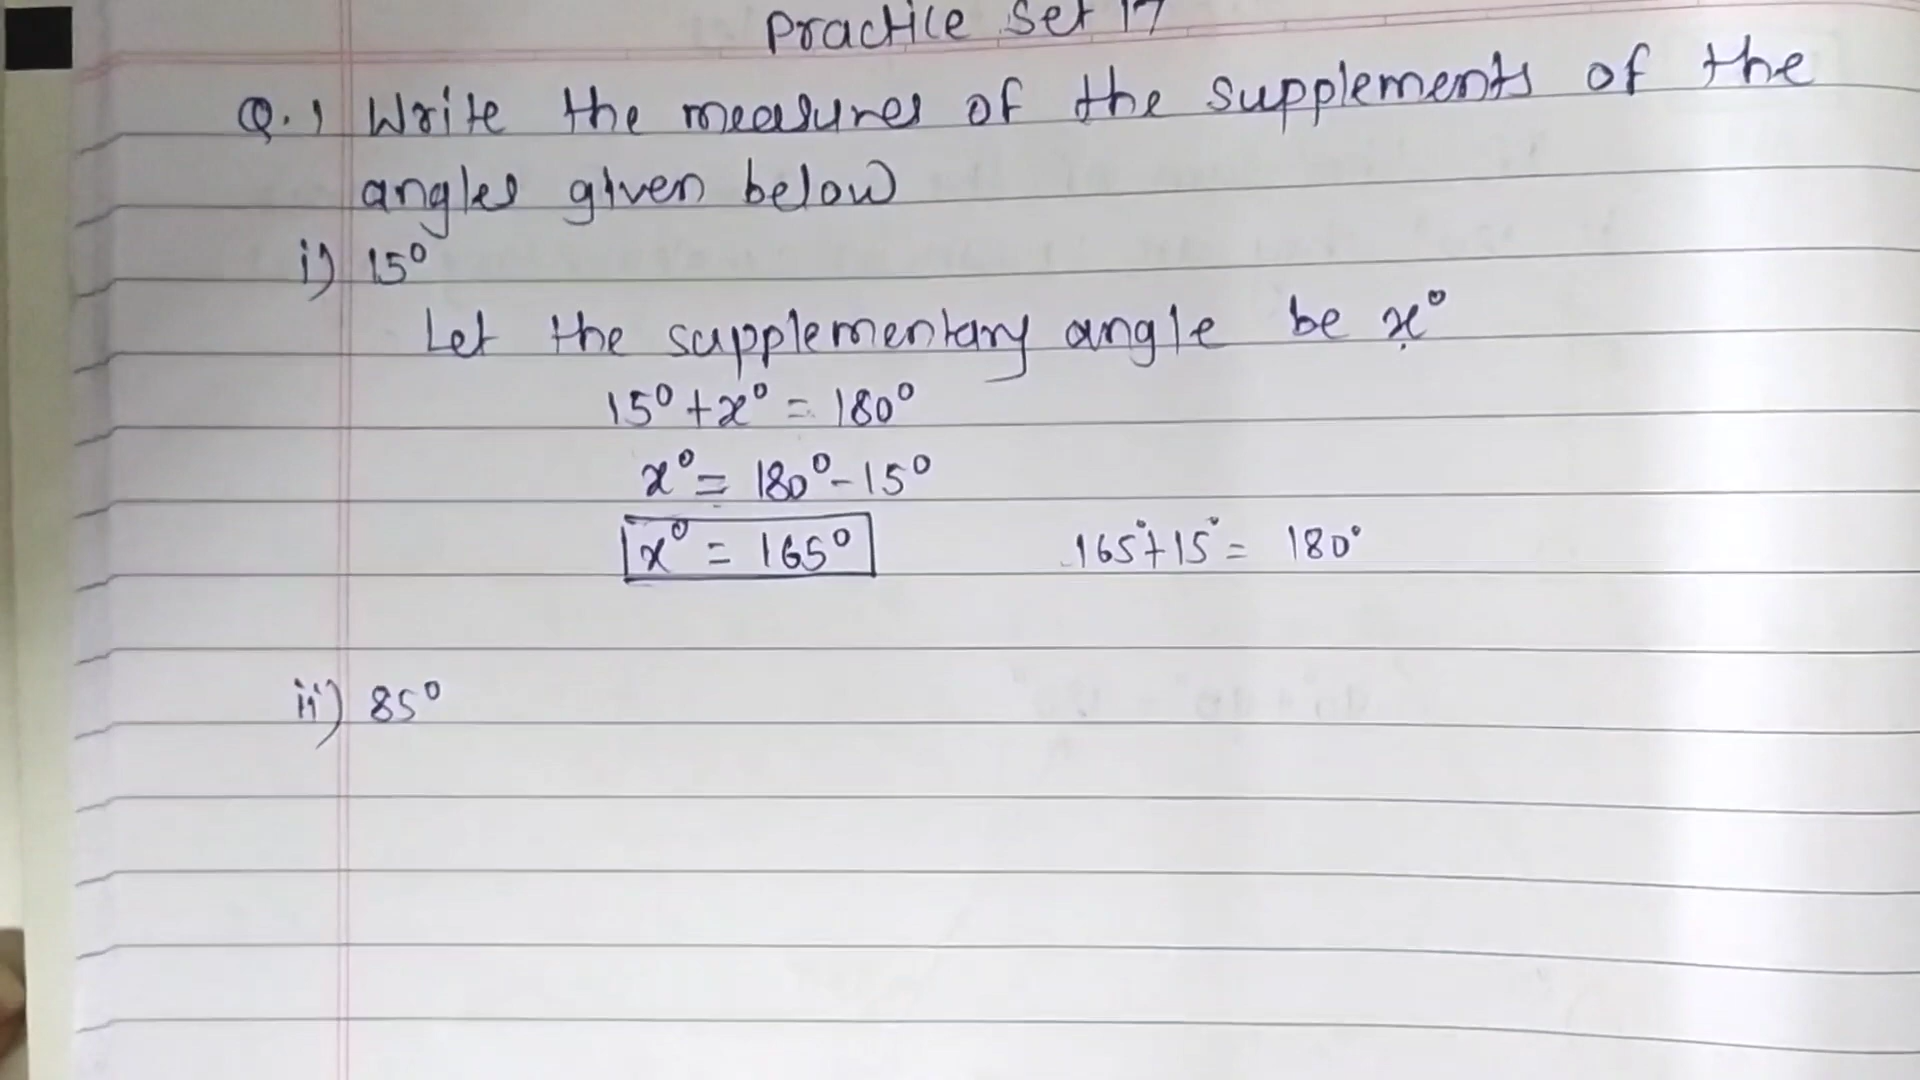 Practice Set 17
Q.1 Write the measures of the supplements of the
angles given below
i) 15°
Let the supplementary angle be x°
15° + x° = 180°
x° = 180° - 15°
x° = 165° 165° + 15° = 180°
ii) 85°